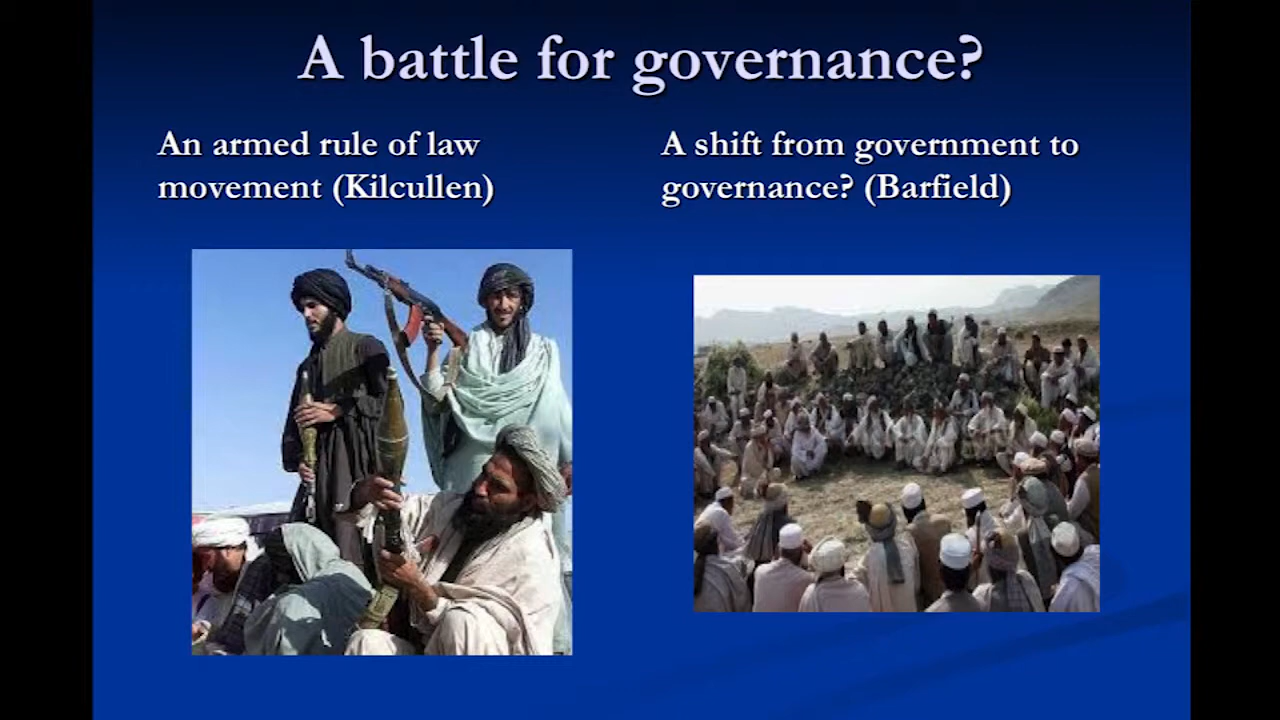 A battle for governance?
An armed rule of law
movement (Kilcullen)
A shift from government to
governance? (Barfield)